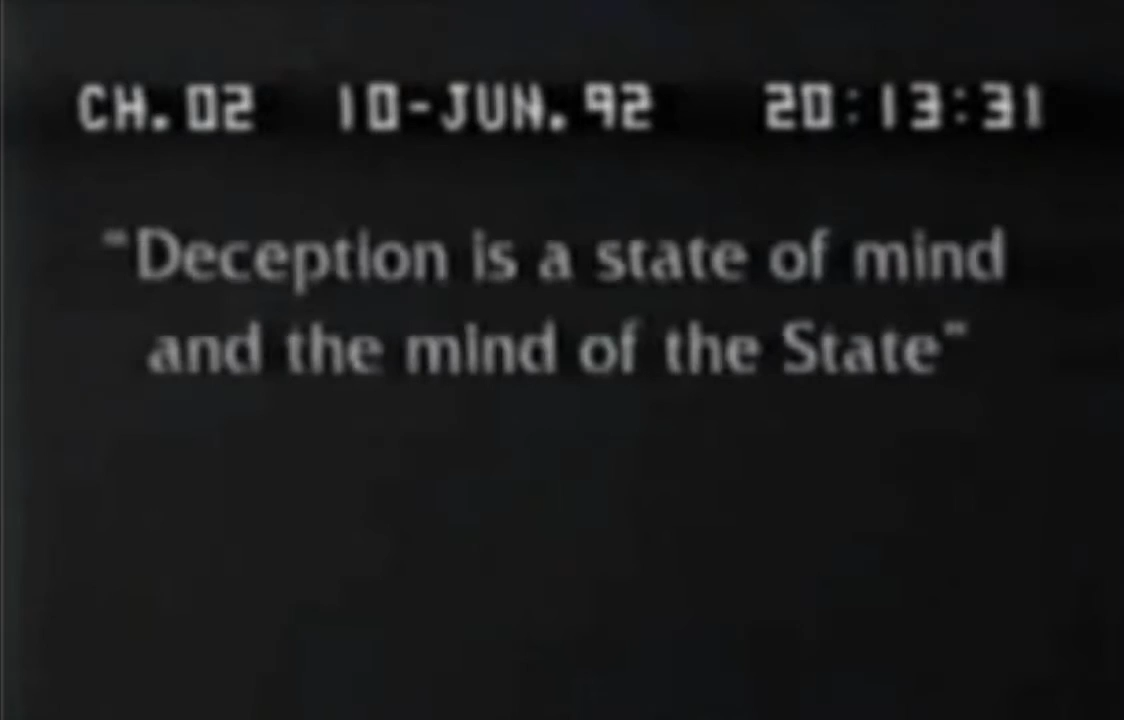 CH.02 10-JUN.92 20:13:31
"Deception is a state of mind
and the mind of the State"